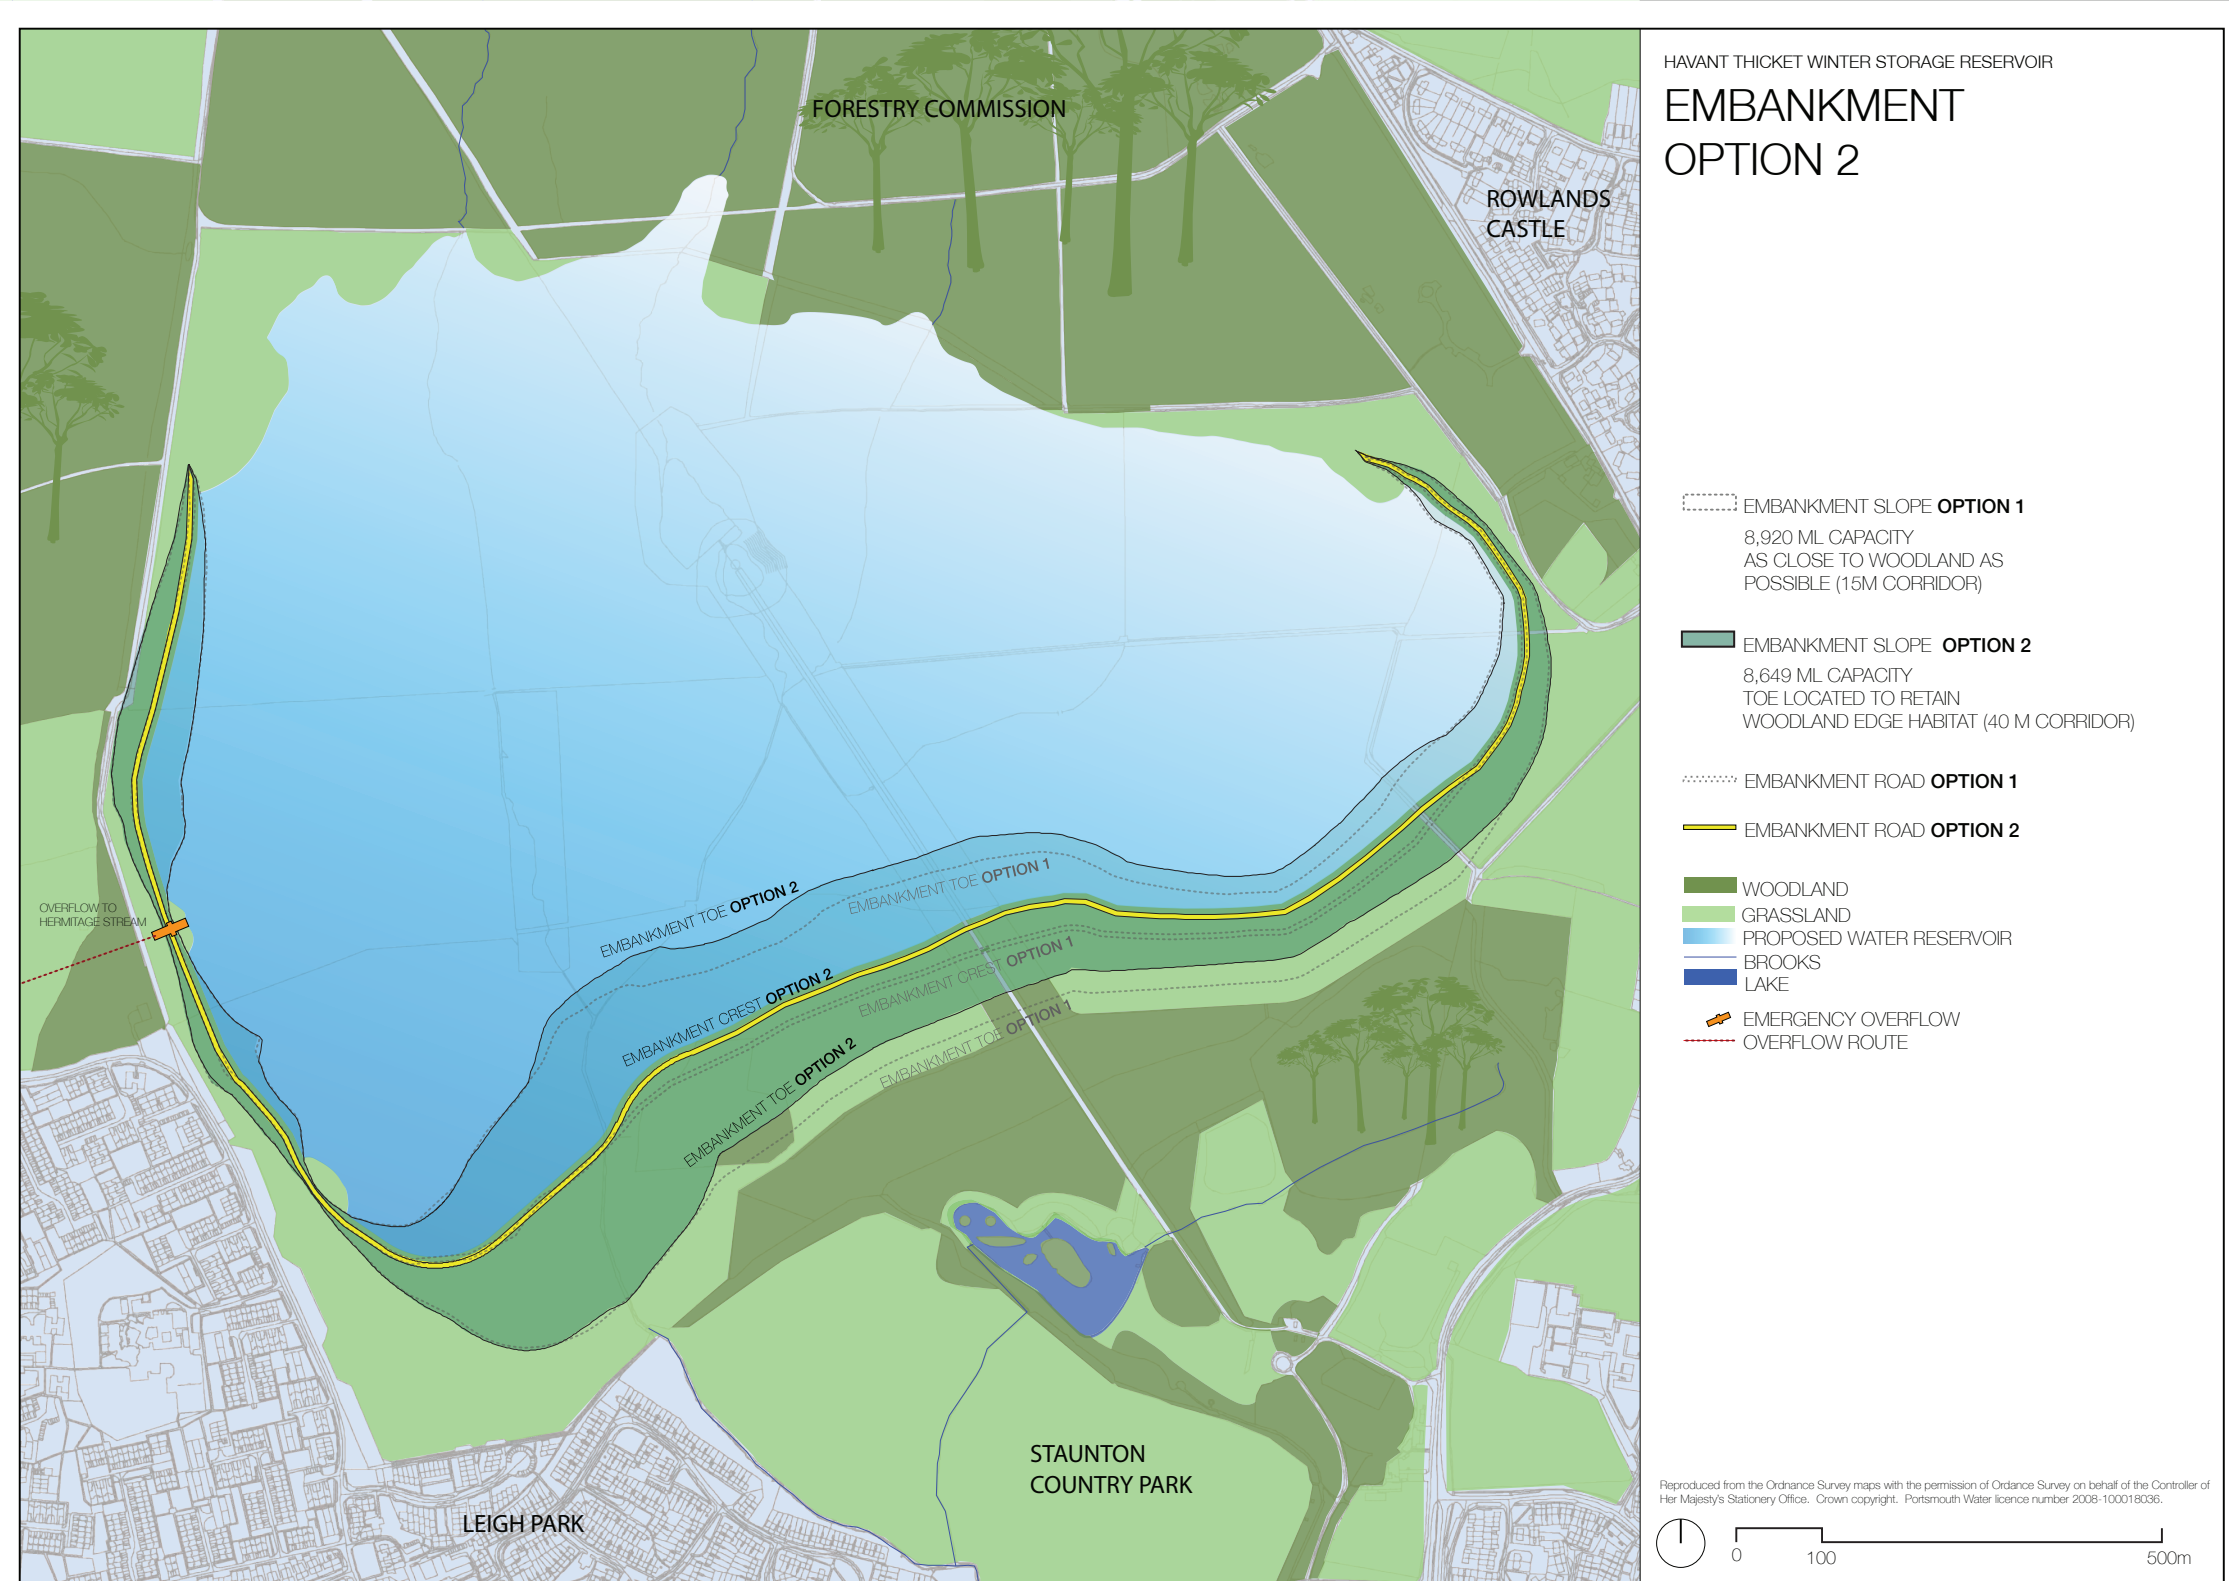 HAVANT THICKET WINTER STORAGE RESERVOIR
EMBANKMENT
OPTION 2
FORESTRY COMMISSION
ROWLANDS
CASTLE
EMBANKMENT SLOPE OPTION 1
8,920 ML CAPACITY
AS CLOSE TO WOODLAND AS
POSSIBLE (15M CORRIDOR)
EMBANKMENT SLOPE OPTION 2
8,649 ML CAPACITY
TOE LOCATED TO RETAIN
WOODLAND EDGE HABITAT (40 M CORRIDOR)
EMBANKMENT ROAD OPTION 1
EMBANKMENT ROAD OPTION 2
WOODLAND
GRASSLAND
PROPOSED WATER RESERVOIR
BROOKS
LAKE
EMERGENCY OVERFLOW
OVERFLOW ROUTE
OVERFLOW TO
HERMITAGE STREAM
EMBANKMENT TOE OPTION 2
EMBANKMENT TOE OPTION 1
EMBANKMENT CREST OPTION 2
EMBANKMENT CREST OPTION 1
EMBANKMENT TOE OPTION 2
EMBANKMENT TOE OPTION 1
STAUNTON
COUNTRY PARK
LEIGH PARK
Reproduced from the Ordnance Survey maps with the permission of Ordance Survey on behalf of the Controller of
Her Majesty's Stationery Office. Crown copyright. Portsmouth Water licence number 2008-100018036.
0 100 500m